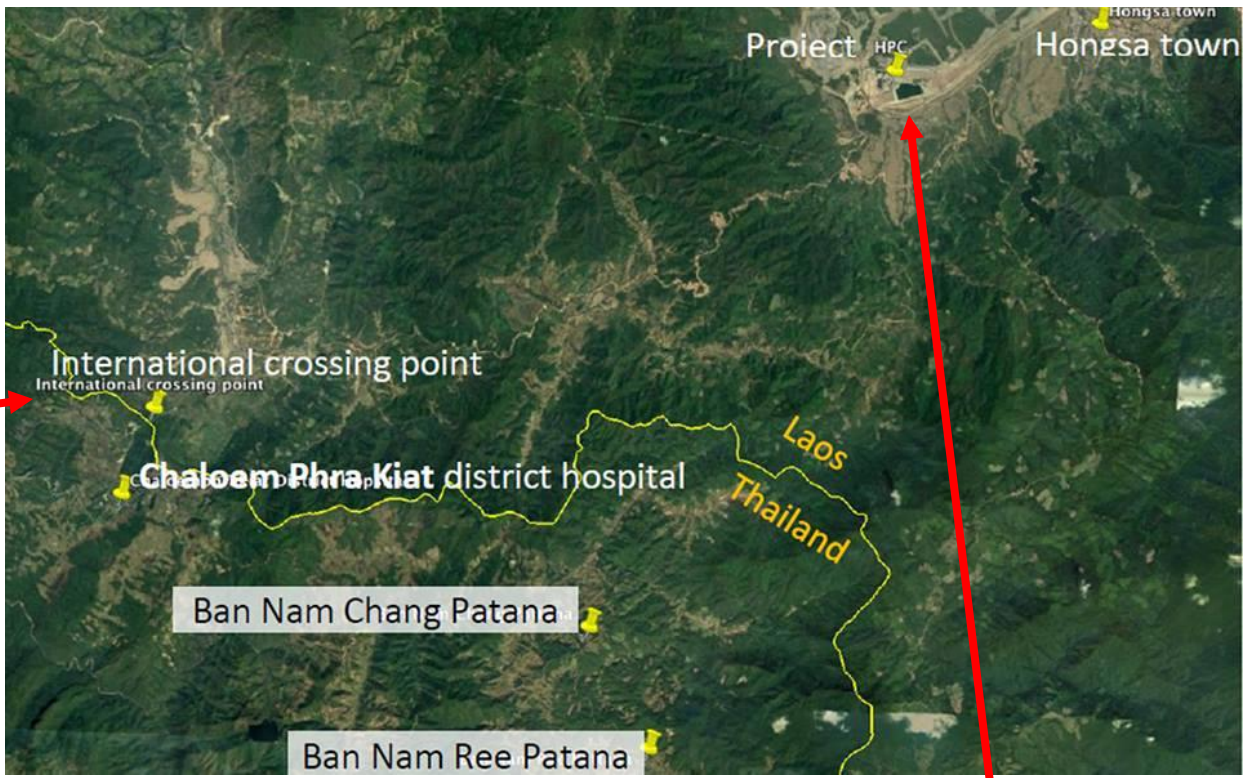 Hongsa town
Project HPC Hongsa town
International crossing point
International crossing point
Laos
Chaloem Phra Kiat district hospital
Thailand
Ban Nam Chang Patana
Ban Nam Ree Patana